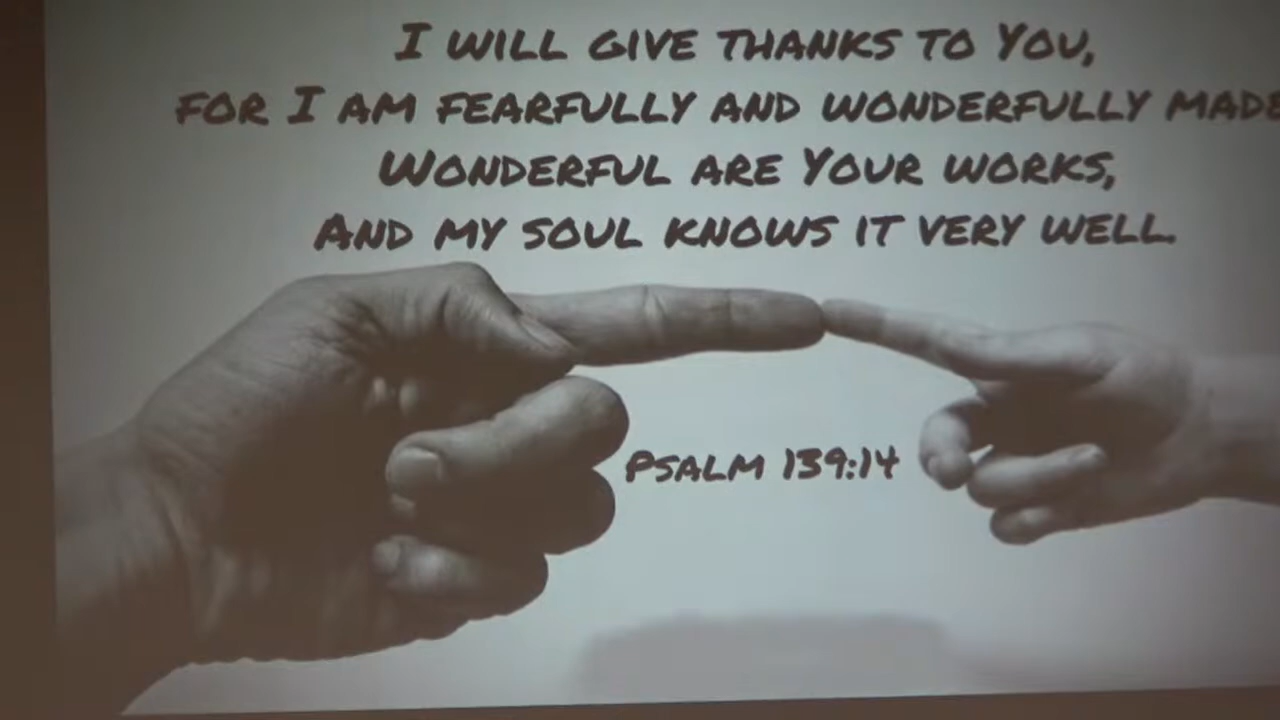 I WILL GIVE THANKS TO YOU,
FOR I AM FEARFULLY AND WONDERFULLY MADE
WONDERFUL ARE YOUR WORKS,
AND MY SOUL KNOWS IT VERY WELL.
PSALM 139:14